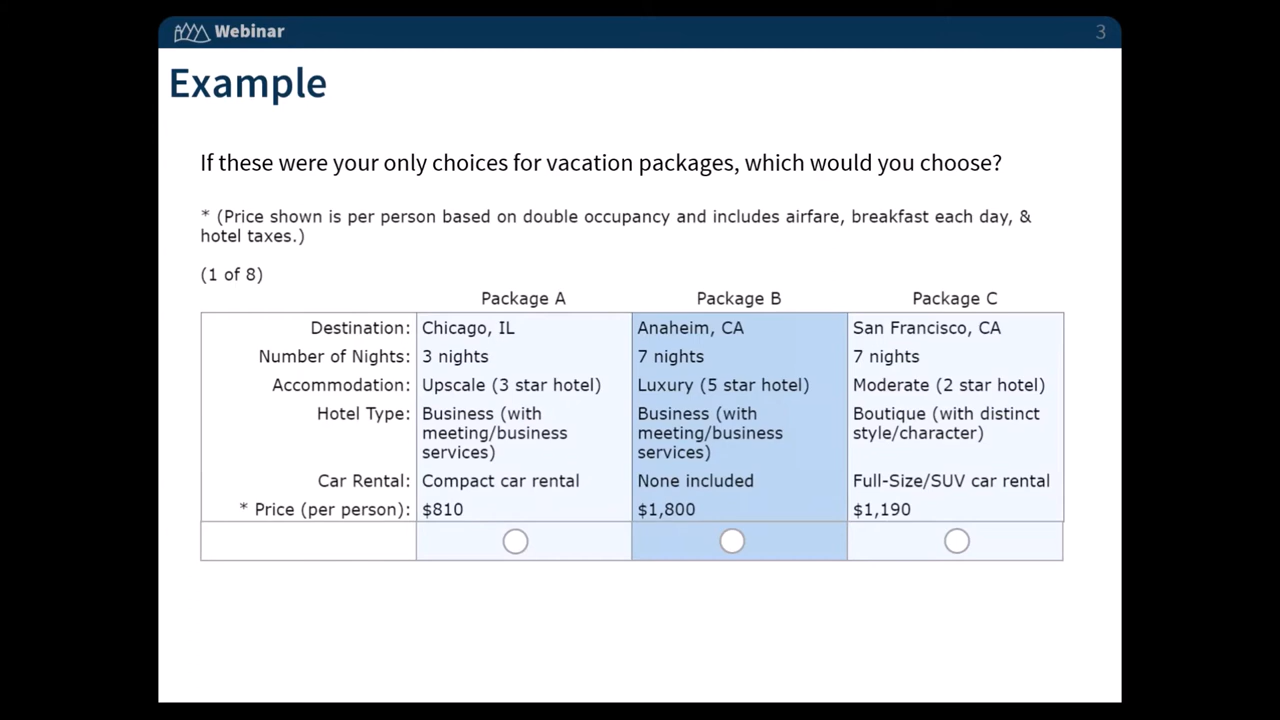 Webinar
3
Example
If these were your only choices for vacation packages, which would you choose?
* (Price shown is per person based on double occupancy and includes airfare, breakfast each day, &
hotel taxes.)
(1 of 8)
Package A Package B Package C
Destination: Chicago, IL Anaheim, CA San Francisco, CA
Number of Nights: 3 nights 7 nights 7 nights
Accommodation: Upscale (3 star hotel) Luxury (5 star hotel) Moderate (2 star hotel)
Hotel Type: Business (with Business (with Boutique (with distinct
meeting/business meeting/business style/character)
services) services)
Car Rental: Compact car rental None included Full-Size/SUV car rental
* Price (per person): $810 $1,800 $1,190